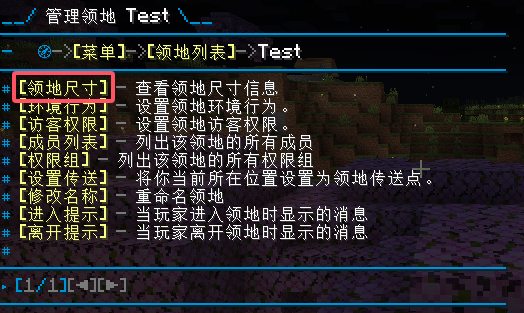 __/ 管理领地 Test \__
— ->[菜单]->[领地列表]->Test
# [领地尺寸] - 查看领地尺寸信息
# [环境行为] - 设置领地环境行为。
# [访客权限] - 设置领地访客权限。
# [成员列表] - 列出该领地的所有成员
# [权限组] - 列出该领地的所有权限组
# [设置传送] - 将你当前所在位置设置为领地传送点。
# [修改名称] - 重命名领地
# [进入提示] - 当玩家进入领地时显示的消息
# [离开提示] - 当玩家离开领地时显示的消息
#
▸ [1/1][◀][▶]